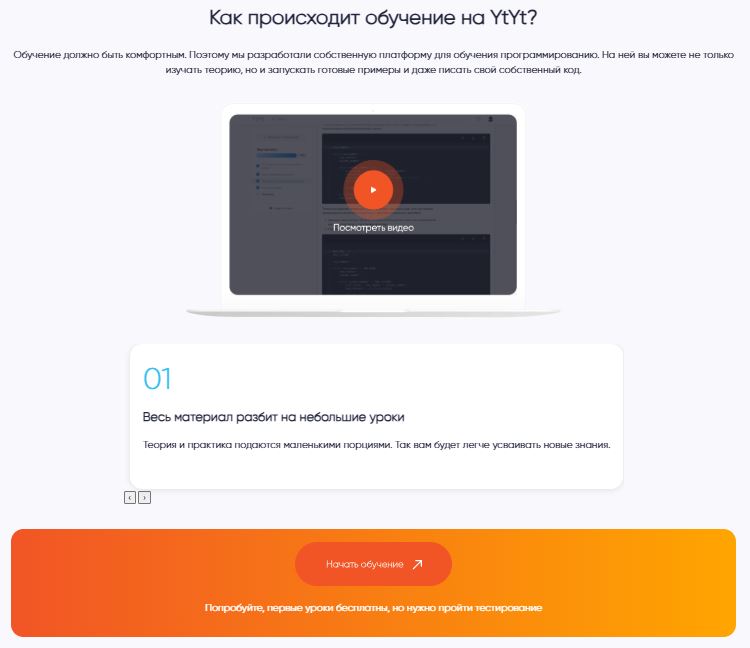 Как происходит обучение на YtYt?
Обучение должно быть комфортным. Поэтому мы разработали собственную платформу для обучения программированию. На ней вы можете не только
изучать теорию, но и запускать готовые примеры и даже писать свой собственный код.
Посмотреть видео
01
Весь материал разбит на небольшие уроки
Теория и практика подаются маленькими порциями. Так вам будет легче усваивать новые знания.
‹ ›
Начать обучение
Попробуйте, первые уроки бесплатны, но нужно пройти тестирование